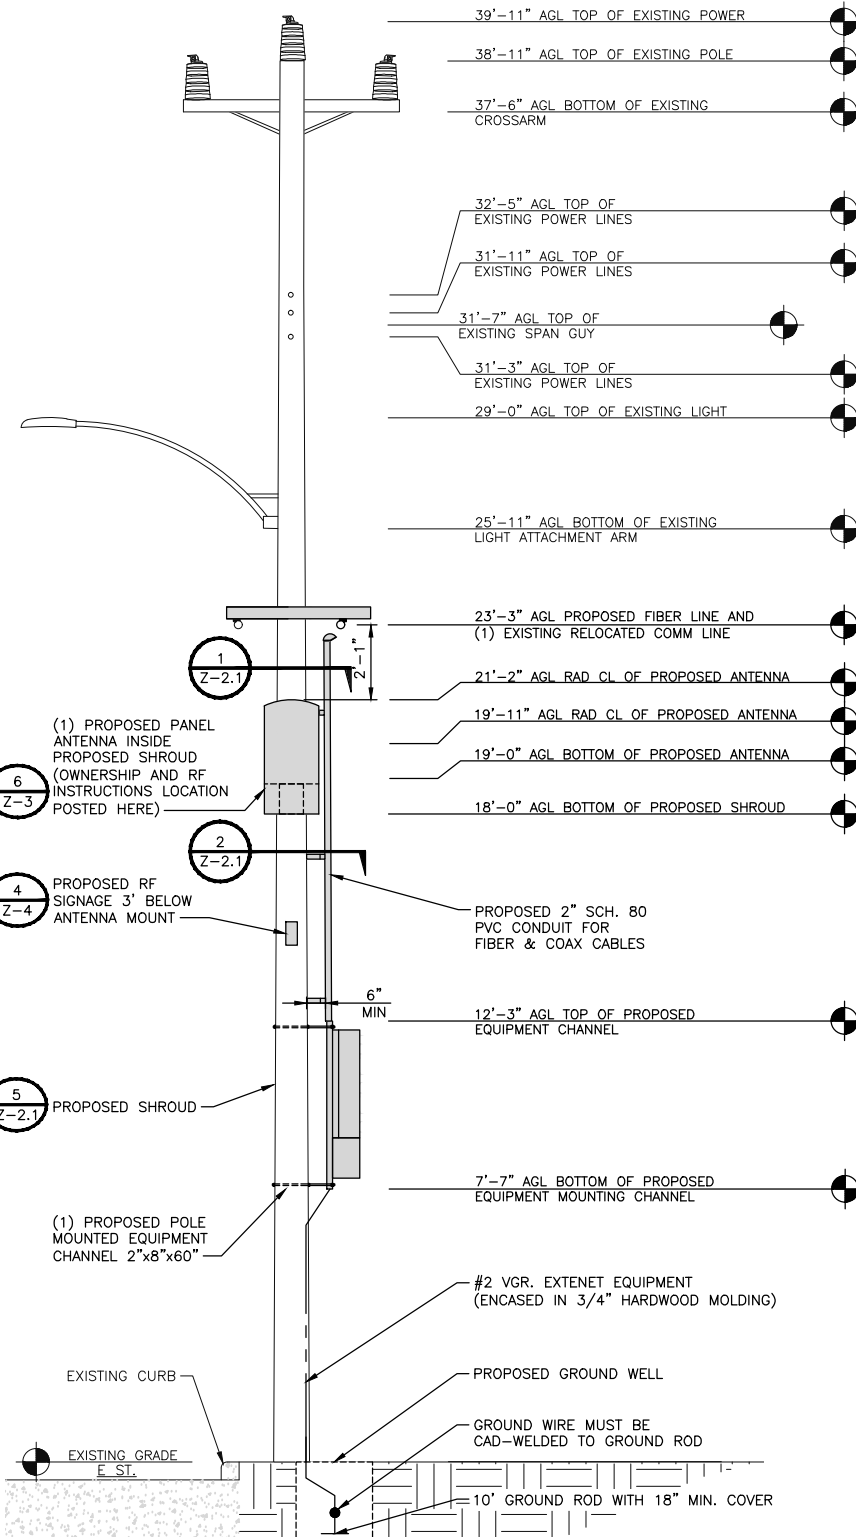 39'-11" AGL TOP OF EXISTING POWER
38'-11" AGL TOP OF EXISTING POLE
37'-6" AGL BOTTOM OF EXISTING
CROSSARM
32'-5" AGL TOP OF
EXISTING POWER LINES
31'-11" AGL TOP OF
EXISTING POWER LINES
31'-7" AGL TOP OF
EXISTING SPAN GUY
31'-3" AGL TOP OF
EXISTING POWER LINES
29'-0" AGL TOP OF EXISTING LIGHT
25'-11" AGL BOTTOM OF EXISTING
LIGHT ATTACHMENT ARM
23'-3" AGL PROPOSED FIBER LINE AND
(1) EXISTING RELOCATED COMM LINE
2'-1"
1
Z-2.1
21'-2" AGL RAD CL OF PROPOSED ANTENNA
19'-11" AGL RAD CL OF PROPOSED ANTENNA
19'-0" AGL BOTTOM OF PROPOSED ANTENNA
18'-0" AGL BOTTOM OF PROPOSED SHROUD
6
Z-3
(1) PROPOSED PANEL
ANTENNA INSIDE
PROPOSED SHROUD
(OWNERSHIP AND RF
INSTRUCTIONS LOCATION
POSTED HERE)
2
Z-2.1
4
Z-4
PROPOSED RF
SIGNAGE 3' BELOW
ANTENNA MOUNT
PROPOSED 2" SCH. 80
PVC CONDUIT FOR
FIBER & COAX CABLES
6"
MIN
12'-3" AGL TOP OF PROPOSED
EQUIPMENT CHANNEL
5
Z-2.1
PROPOSED SHROUD
7'-7" AGL BOTTOM OF PROPOSED
EQUIPMENT MOUNTING CHANNEL
(1) PROPOSED POLE
MOUNTED EQUIPMENT
CHANNEL 2"x8"x60"
#2 VGR. EXTENET EQUIPMENT
(ENCASED IN 3/4" HARDWOOD MOLDING)
EXISTING CURB
PROPOSED GROUND WELL
GROUND WIRE MUST BE
CAD-WELDED TO GROUND ROD
EXISTING GRADE
E ST.
10' GROUND ROD WITH 18" MIN. COVER